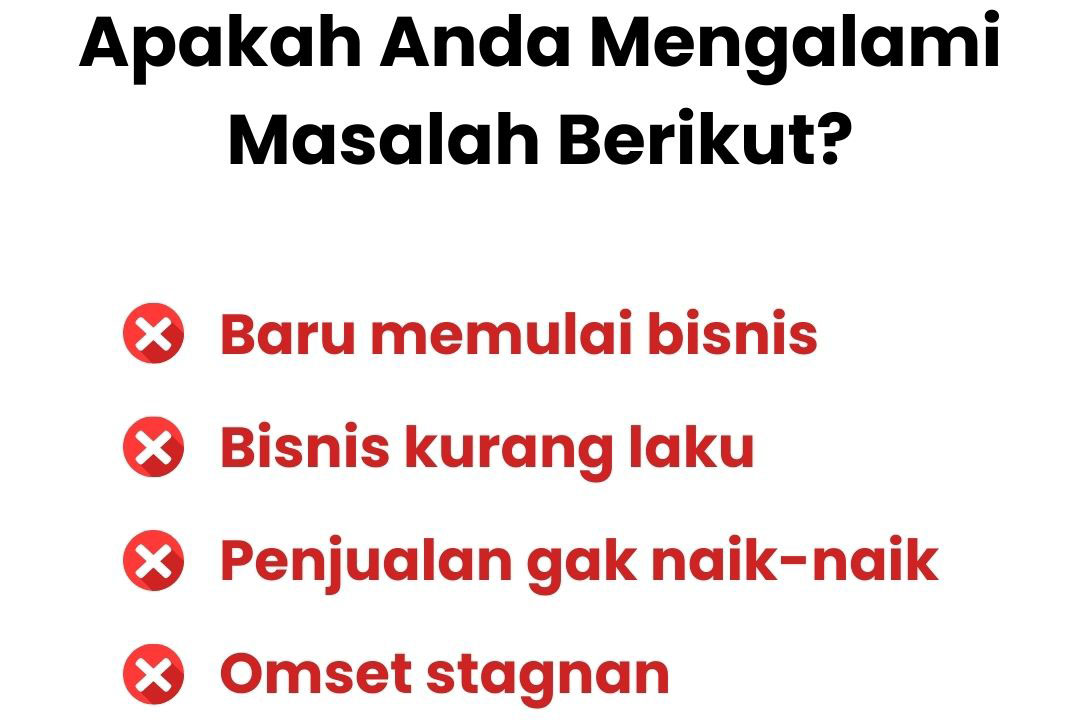 Apakah Anda Mengalami
Masalah Berikut?
Baru memulai bisnis
Bisnis kurang laku
Penjualan gak naik-naik
Omset stagnan